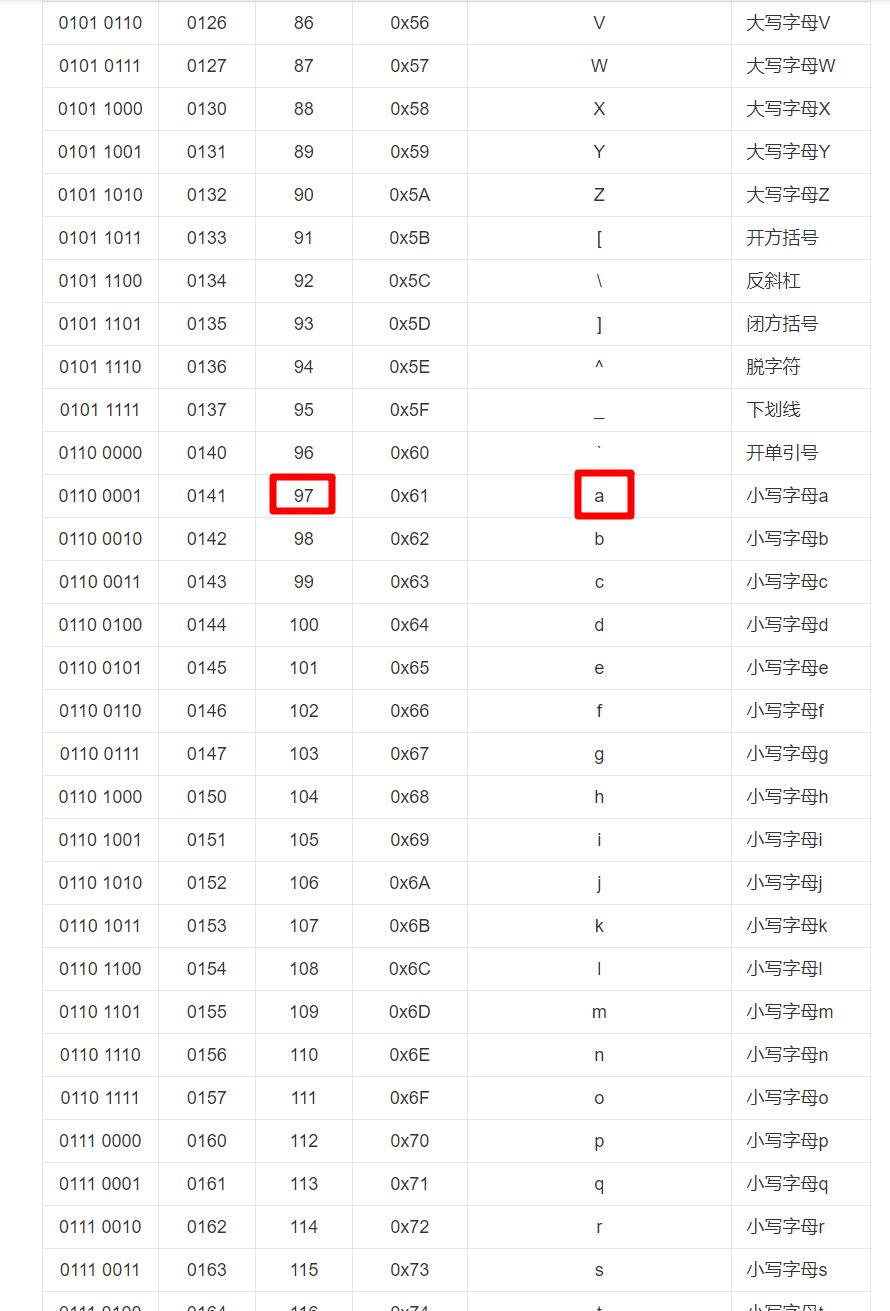 0101 0110 0126 86 0x56 V 大写字母V
0101 0111 0127 87 0x57 W 大写字母W
0101 1000 0130 88 0x58 X 大写字母X
0101 1001 0131 89 0x59 Y 大写字母Y
0101 1010 0132 90 0x5A Z 大写字母Z
0101 1011 0133 91 0x5B [ 开方括号
0101 1100 0134 92 0x5C \ 反斜杠
0101 1101 0135 93 0x5D ] 闭方括号
0101 1110 0136 94 0x5E ^ 脱字符
0101 1111 0137 95 0x5F _ 下划线
0110 0000 0140 96 0x60 ` 开单引号
0110 0001 0141 97 0x61 a 小写字母a
0110 0010 0142 98 0x62 b 小写字母b
0110 0011 0143 99 0x63 c 小写字母c
0110 0100 0144 100 0x64 d 小写字母d
0110 0101 0145 101 0x65 e 小写字母e
0110 0110 0146 102 0x66 f 小写字母f
0110 0111 0147 103 0x67 g 小写字母g
0110 1000 0150 104 0x68 h 小写字母h
0110 1001 0151 105 0x69 i 小写字母i
0110 1010 0152 106 0x6A j 小写字母j
0110 1011 0153 107 0x6B k 小写字母k
0110 1100 0154 108 0x6C l 小写字母l
0110 1101 0155 109 0x6D m 小写字母m
0110 1110 0156 110 0x6E n 小写字母n
0110 1111 0157 111 0x6F o 小写字母o
0111 0000 0160 112 0x70 p 小写字母p
0111 0001 0161 113 0x71 q 小写字母q
0111 0010 0162 114 0x72 r 小写字母r
0111 0011 0163 115 0x73 s 小写字母s